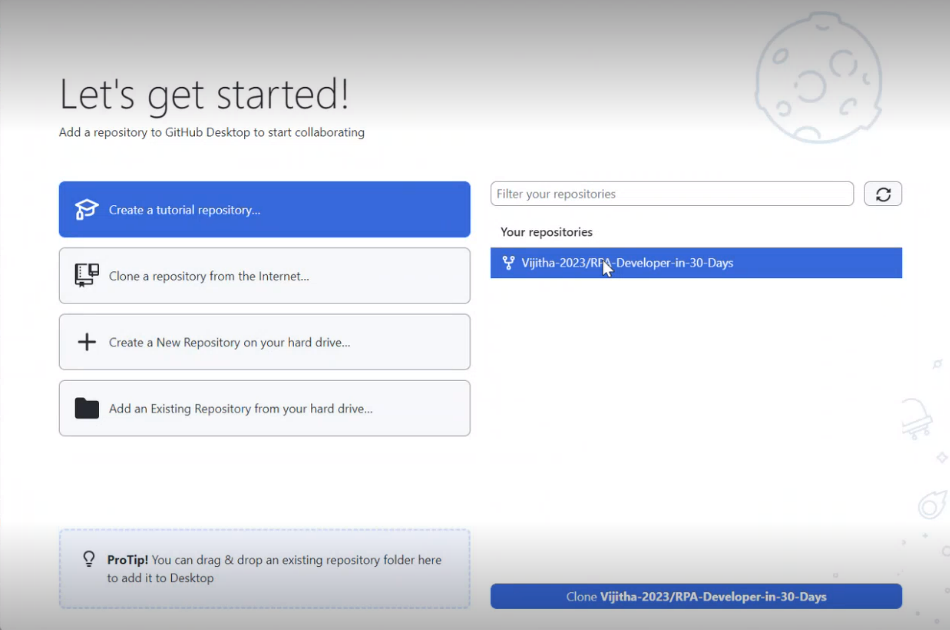 Let's get started!
Add a repository to GitHub Desktop to start collaborating
Create a tutorial repository...
Clone a repository from the Internet...
Create a New Repository on your hard drive...
Add an Existing Repository from your hard drive...
ProTip! You can drag & drop an existing repository folder here
to add it to Desktop
Filter your repositories
Your repositories
Vijitha-2023/RPA-Developer-in-30-Days
Clone Vijitha-2023/RPA-Developer-in-30-Days